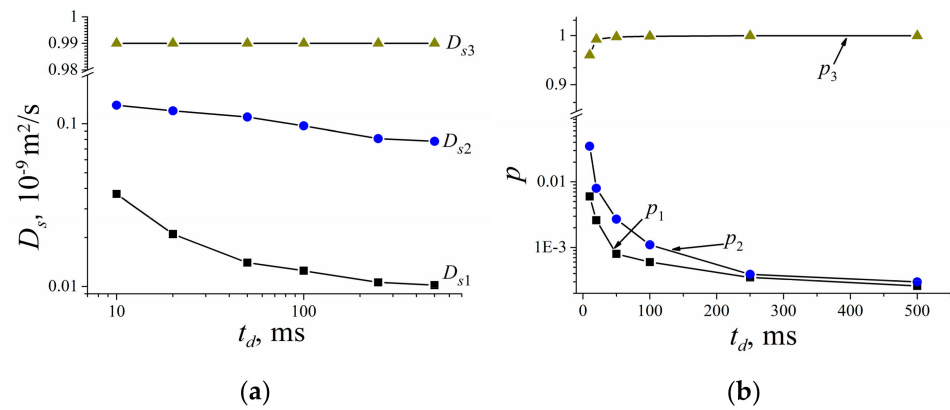 1
0.99
0.98
0.1
0.01
D_s, 10^-9 m^2/s
D_s3
D_s2
D_s1
10
100
t_d, ms
(a)
1
0.9
0.01
1E-3
p
p_3
p_1
p_2
0
100
200
300
400
500
t_d, ms
(b)